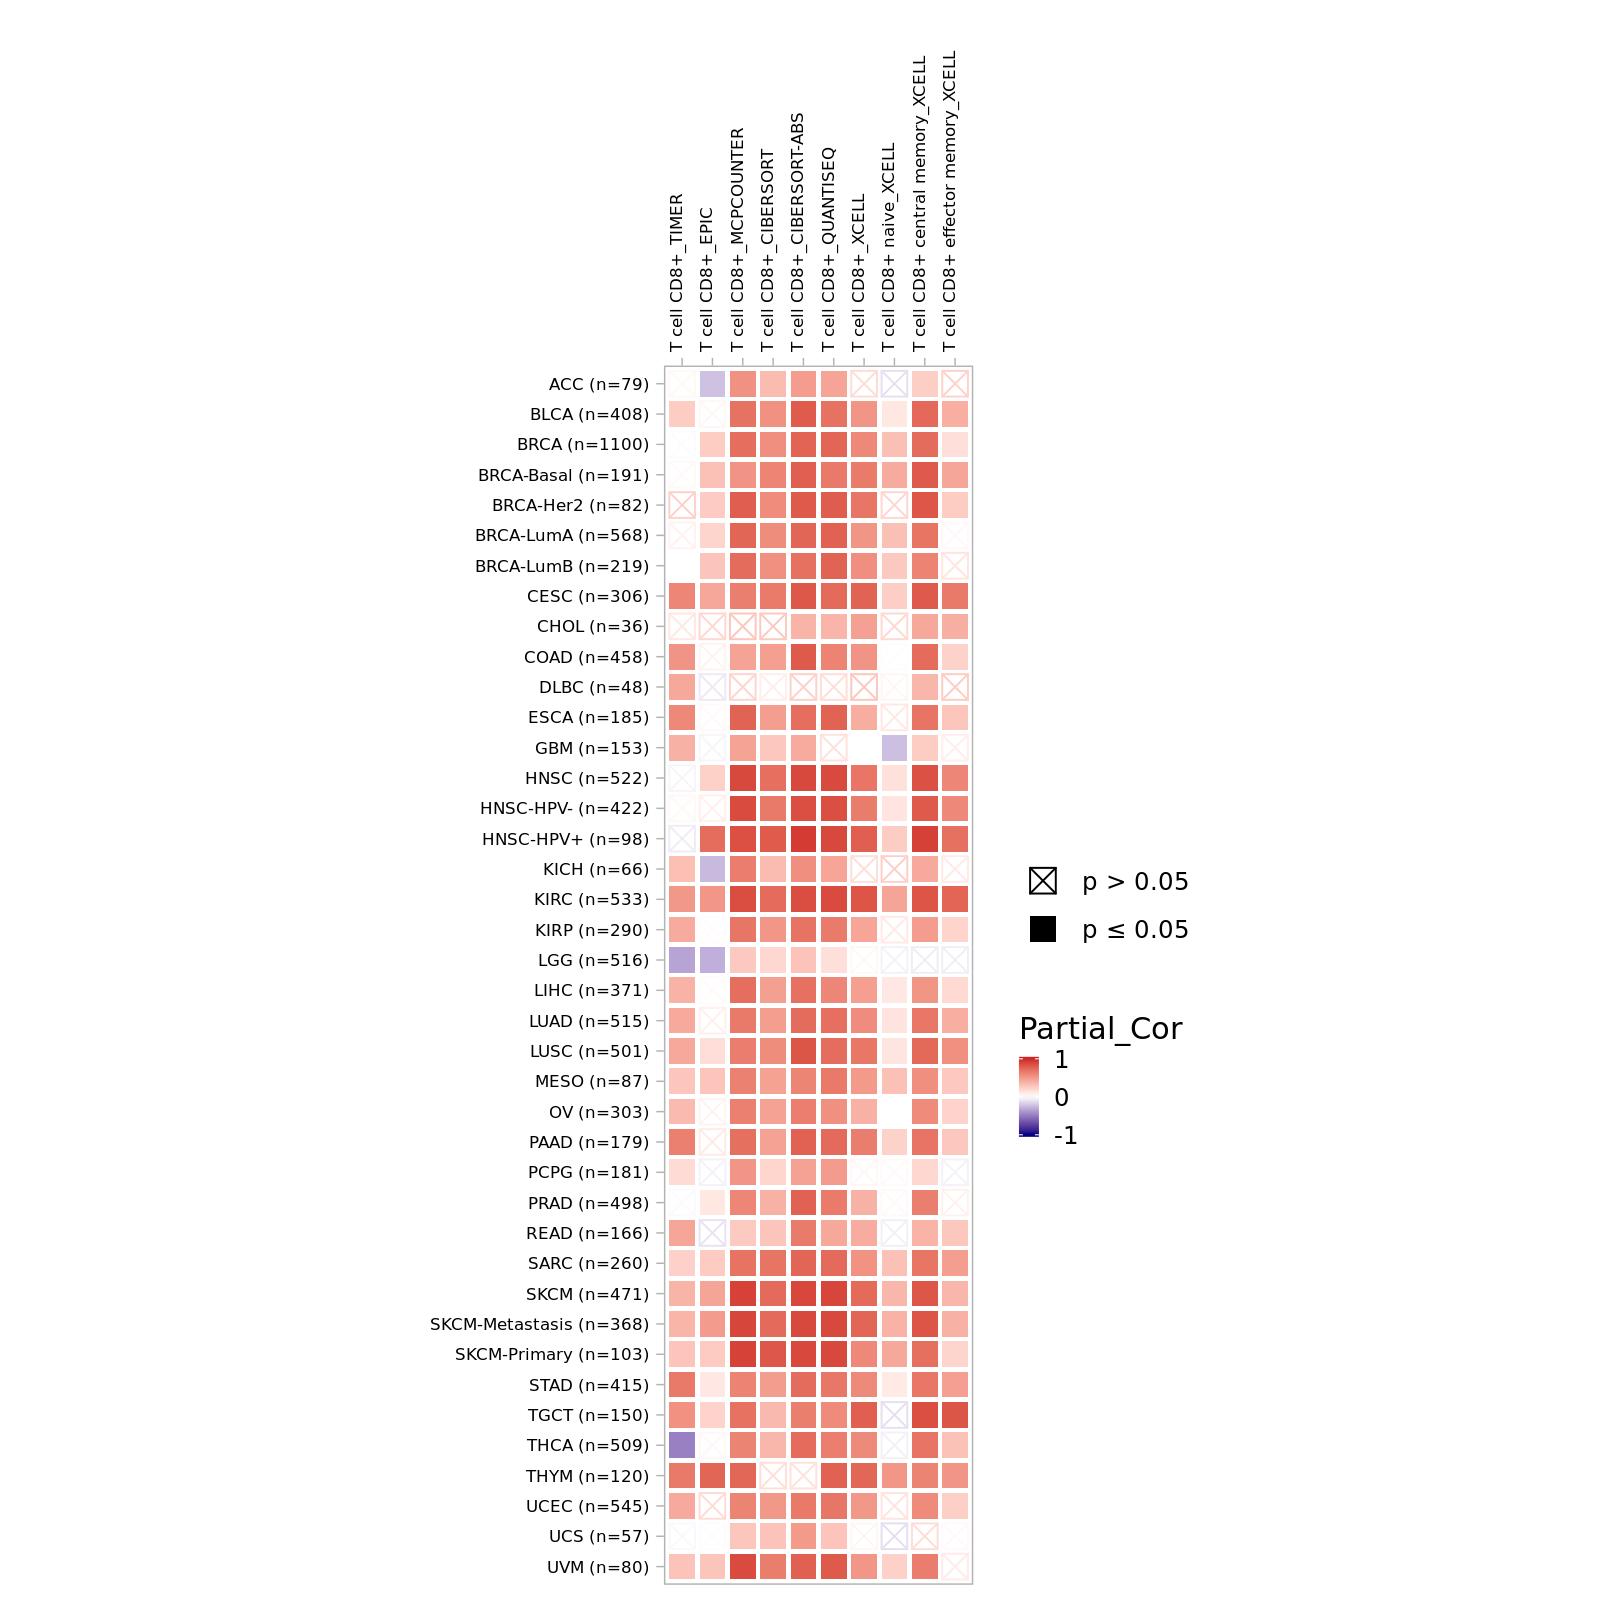 T cell CD8+_TIMER
T cell CD8+_EPIC
T cell CD8+_MCPCOUNTER
T cell CD8+_CIBERSORT
T cell CD8+_CIBERSORT-ABS
T cell CD8+_QUANTISEQ
T cell CD8+_XCELL
T cell CD8+ naive_XCELL
T cell CD8+ central memory_XCELL
T cell CD8+ effector memory_XCELL
ACC (n=79)
BLCA (n=408)
BRCA (n=1100)
BRCA-Basal (n=191)
BRCA-Her2 (n=82)
BRCA-LumA (n=568)
BRCA-LumB (n=219)
CESC (n=306)
CHOL (n=36)
COAD (n=458)
DLBC (n=48)
ESCA (n=185)
GBM (n=153)
HNSC (n=522)
HNSC-HPV- (n=422)
HNSC-HPV+ (n=98)
KICH (n=66)
KIRC (n=533)
KIRP (n=290)
LGG (n=516)
LIHC (n=371)
LUAD (n=515)
LUSC (n=501)
MESO (n=87)
OV (n=303)
PAAD (n=179)
PCPG (n=181)
PRAD (n=498)
READ (n=166)
SARC (n=260)
SKCM (n=471)
SKCM-Metastasis (n=368)
SKCM-Primary (n=103)
STAD (n=415)
TGCT (n=150)
THCA (n=509)
THYM (n=120)
UCEC (n=545)
UCS (n=57)
UVM (n=80)
p > 0.05
p ≤ 0.05
Partial_Cor
1
0
-1